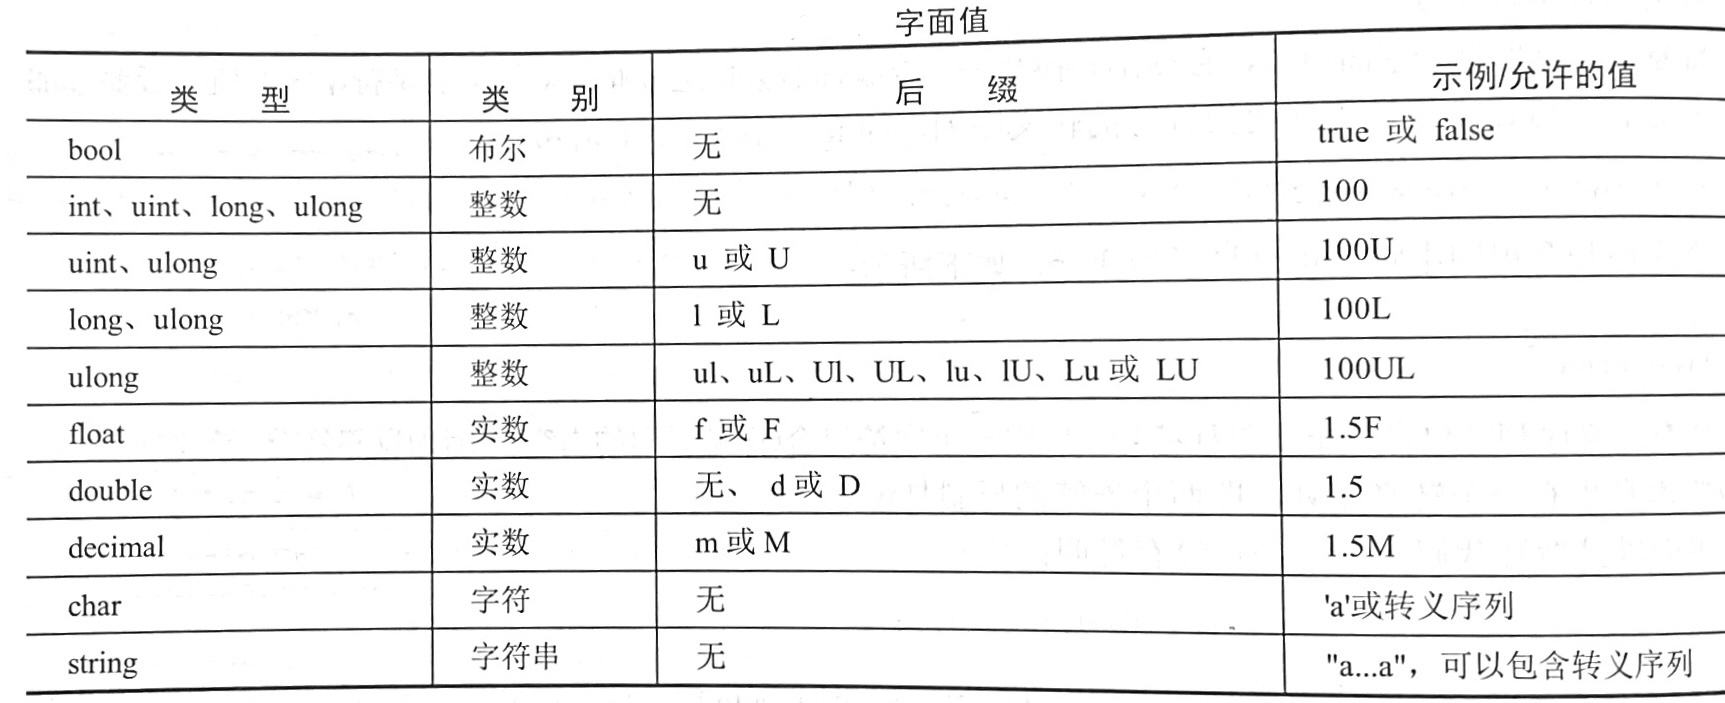 字面值
类 型 类 别 后 缀 示例/允许的值
bool 布尔 无 true 或 false
int、uint、long、ulong 整数 无 100
uint、ulong 整数 u 或 U 100U
long、ulong 整数 l 或 L 100L
ulong 整数 ul、uL、Ul、UL、lu、lU、Lu 或 LU 100UL
float 实数 f 或 F 1.5F
double 实数 无、 d 或 D 1.5
decimal 实数 m 或 M 1.5M
char 字符 无 'a'或转义序列
string 字符串 无 "a...a"，可以包含转义序列